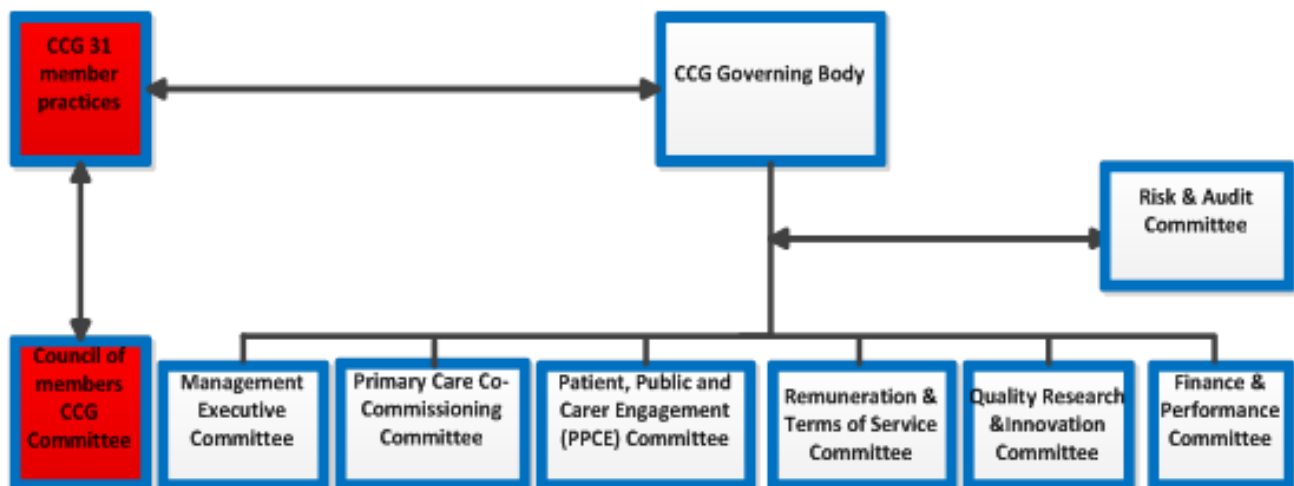 CCG 31
member
practices
CCG Governing Body
Risk & Audit
Committee
Council of
members
CCG
Committee
Management
Executive
Committee
Primary Care Co-
Commissioning
Committee
Patient, Public and
Carer Engagement
(PPCE) Committee
Remuneration &
Terms of Service
Committee
Quality Research
&Innovation
Committee
Finance &
Performance
Committee